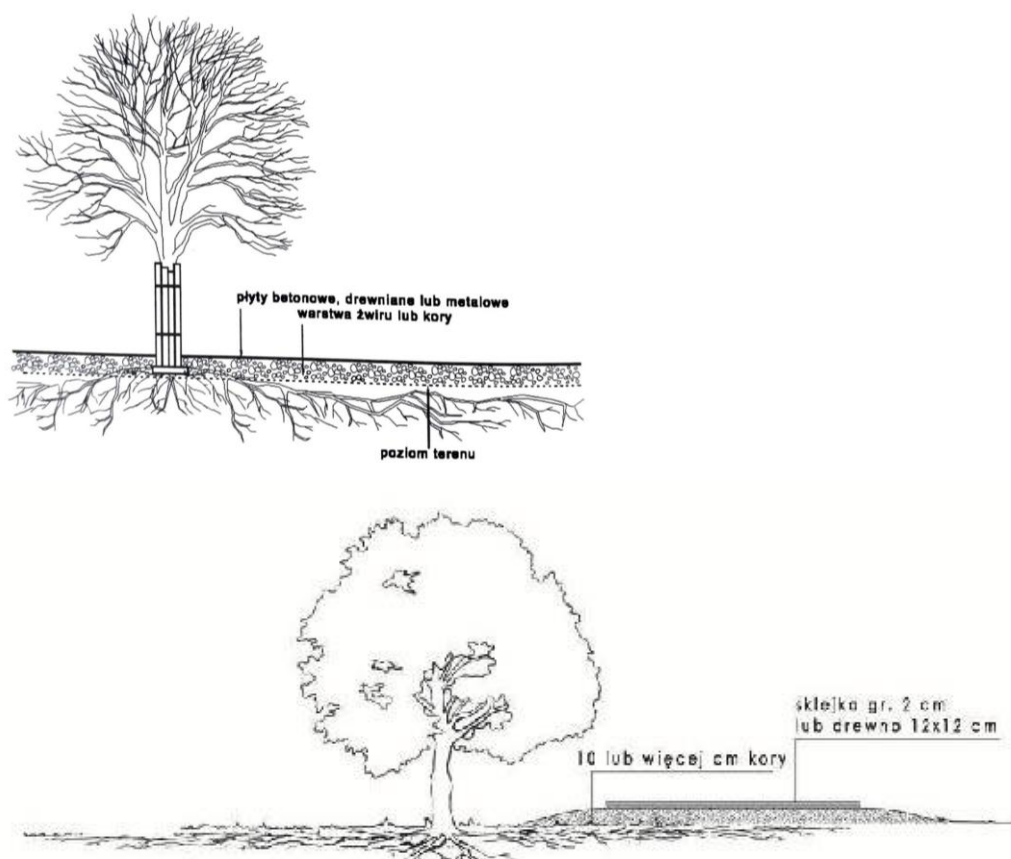 płyty betonowe, drewniane lub metalowe
warstwa żwiru lub kory
poziom terenu
sklejka gr. 2 cm
lub drewno 12x12 cm
10 lub więcej cm kory